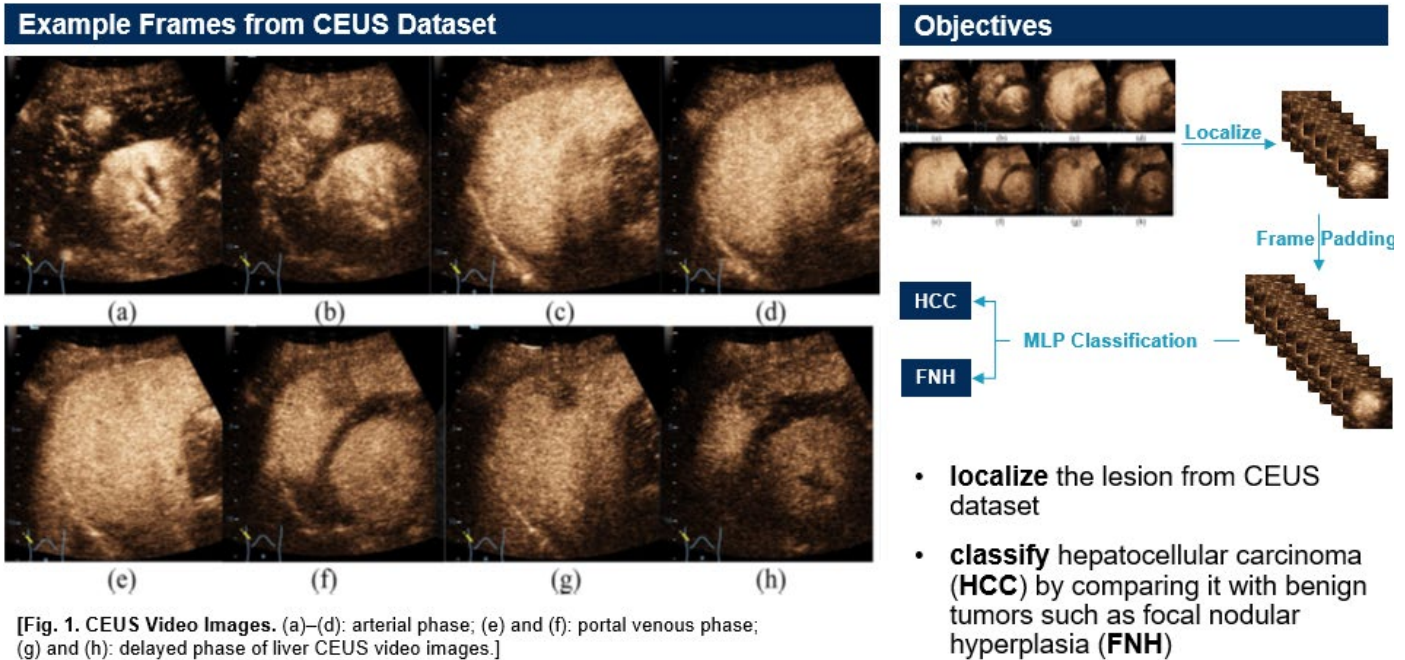 Example Frames from CEUS Dataset
(a) (b) (c) (d)
(e) (f) (g) (h)
[Fig. 1. CEUS Video Images. (a)–(d): arterial phase; (e) and (f): portal venous phase;
(g) and (h): delayed phase of liver CEUS video images.]
Objectives
(a) (b) (c) (d)
(e) (f) (g) (h)
Localize
Frame Padding
HCC
MLP Classification
FNH
• localize the lesion from CEUS
dataset
• classify hepatocellular carcinoma
(HCC) by comparing it with benign
tumors such as focal nodular
hyperplasia (FNH)